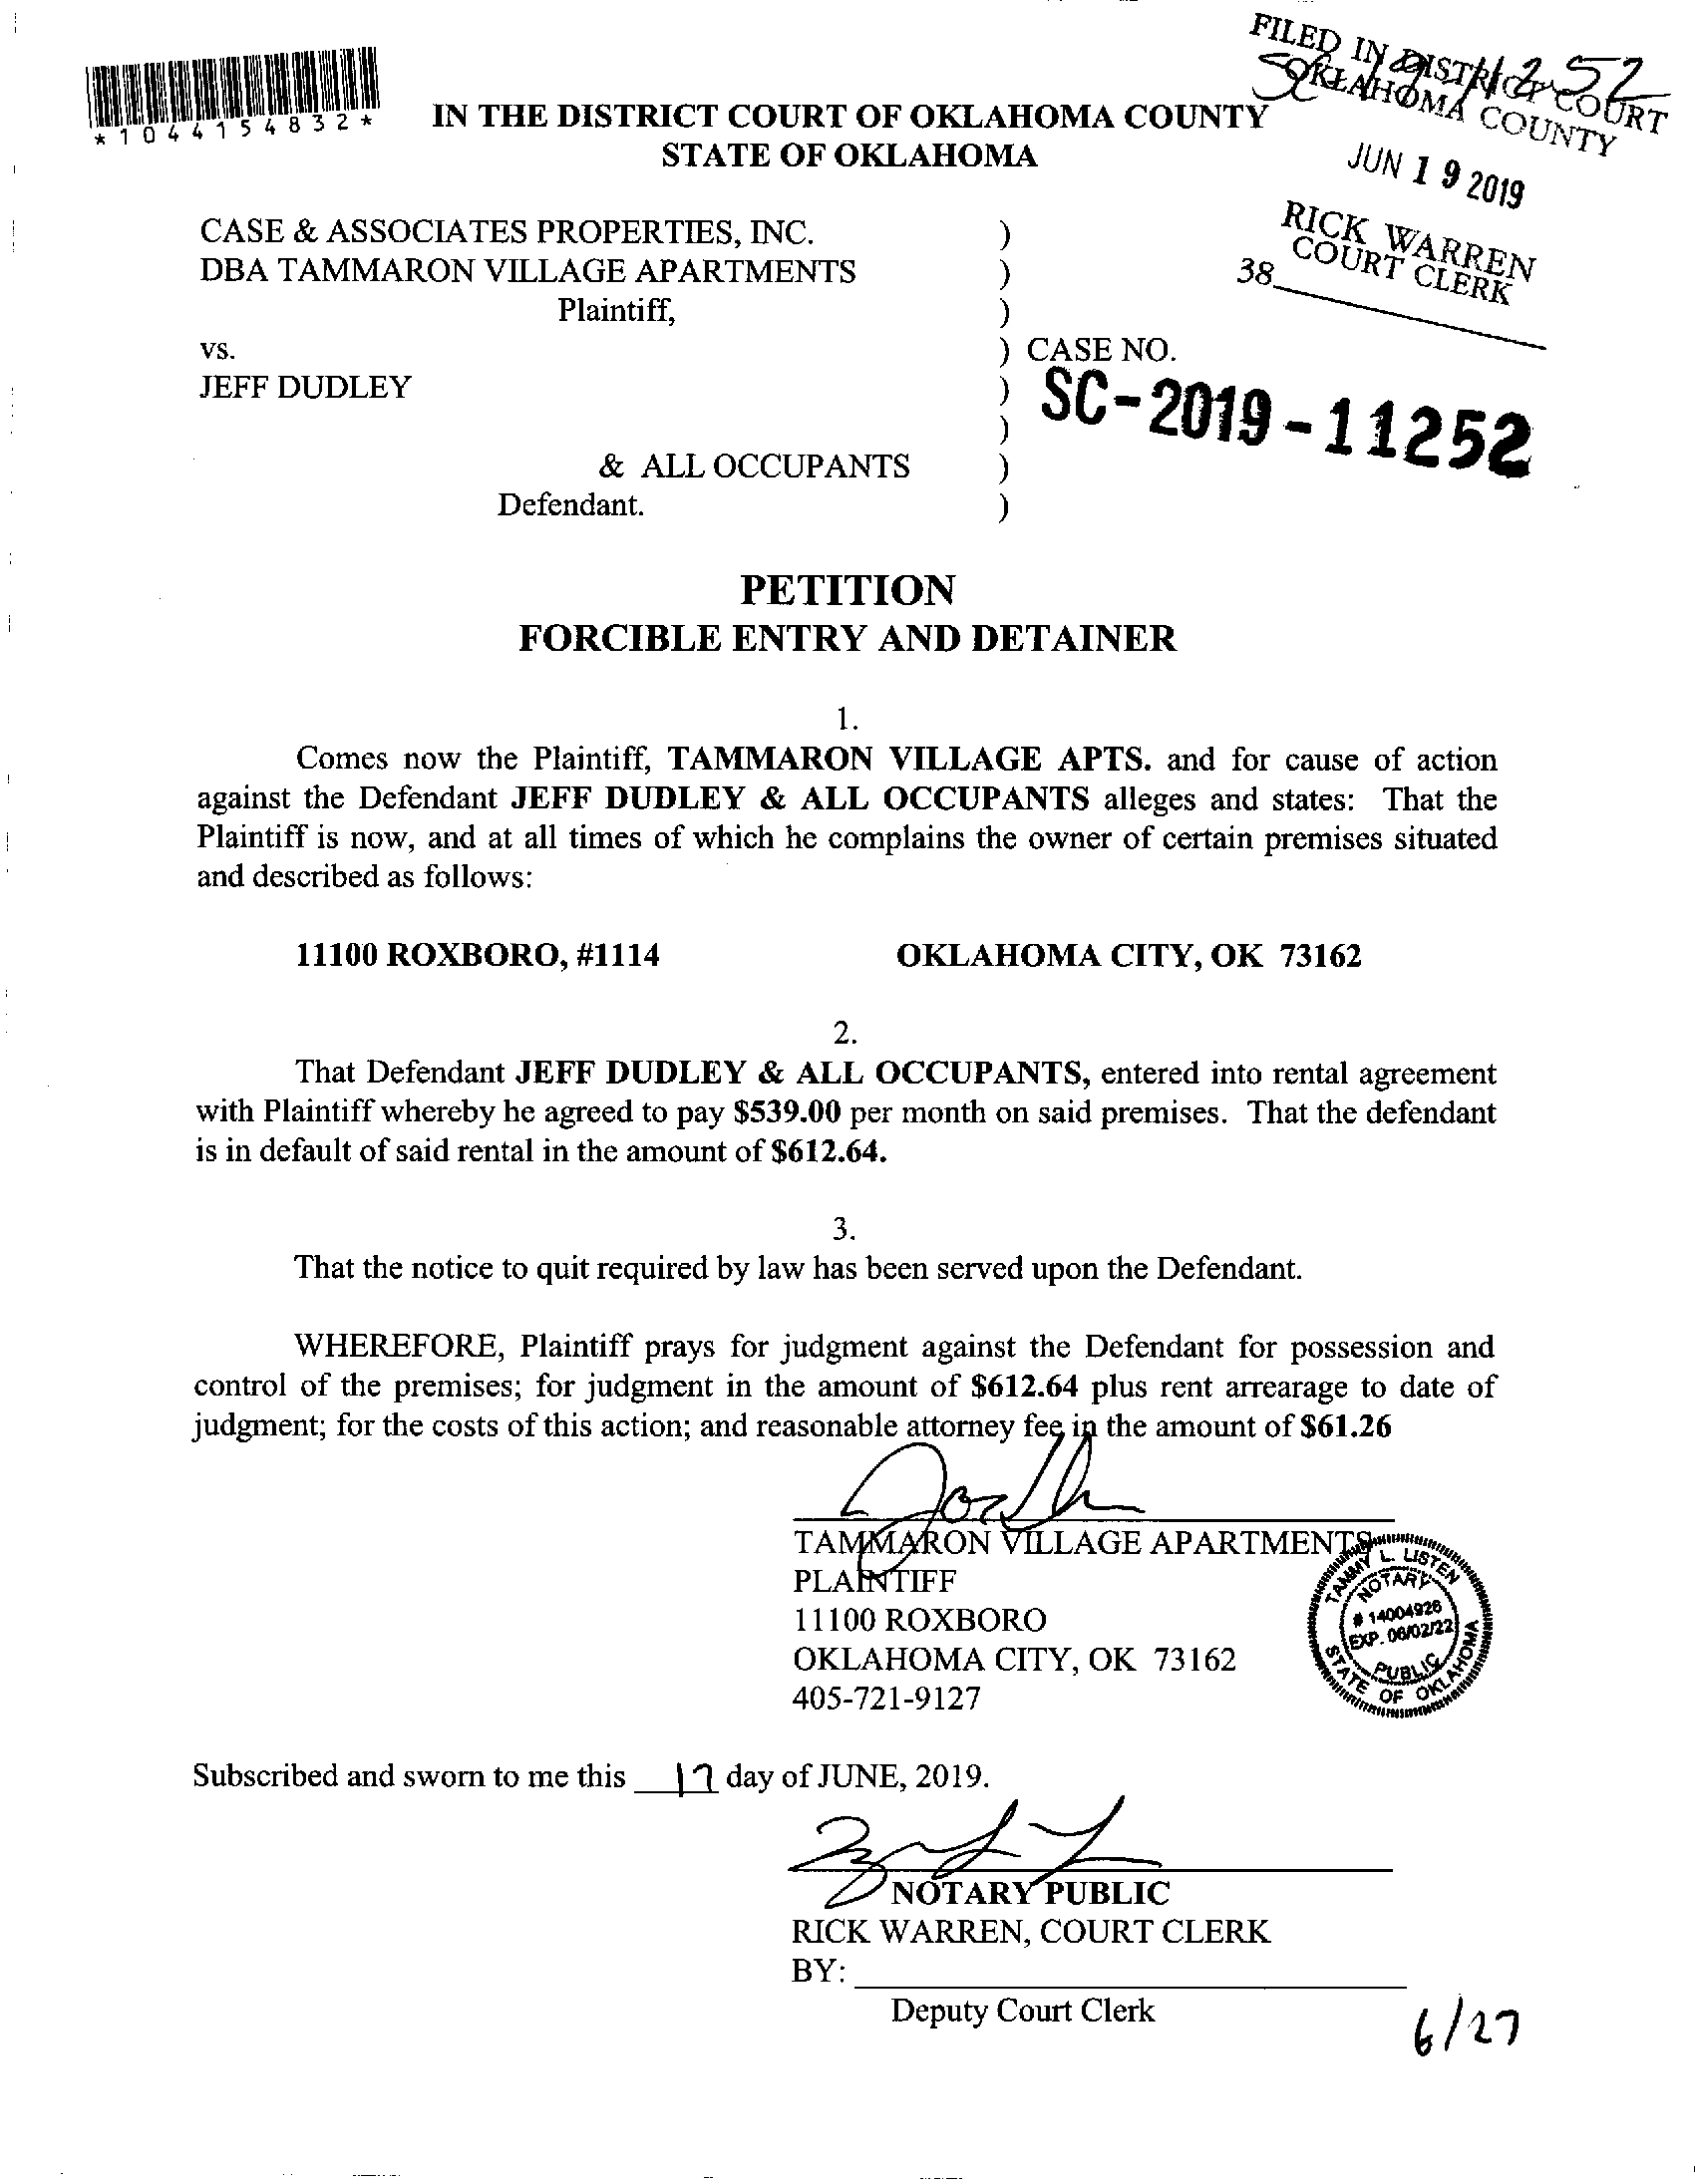 FILED IN DISTRICT COURT
OKLAHOMA COUNTY
SC 19 11252
*1044154832*
IN THE DISTRICT COURT OF OKLAHOMA COUNTY
STATE OF OKLAHOMA
JUN 19 2019
RICK WARREN
COURT CLERK
38
CASE & ASSOCIATES PROPERTIES, INC. )
DBA TAMMARON VILLAGE APARTMENTS )
Plaintiff, )
vs. ) CASE NO.
JEFF DUDLEY ) SC-2019-11252
)
& ALL OCCUPANTS )
Defendant. )
PETITION
FORCIBLE ENTRY AND DETAINER
1.
Comes now the Plaintiff, TAMMARON VILLAGE APTS. and for cause of action
against the Defendant JEFF DUDLEY & ALL OCCUPANTS alleges and states: That the
Plaintiff is now, and at all times of which he complains the owner of certain premises situated
and described as follows:
11100 ROXBORO, #1114 OKLAHOMA CITY, OK 73162
2.
That Defendant JEFF DUDLEY & ALL OCCUPANTS, entered into rental agreement
with Plaintiff whereby he agreed to pay $539.00 per month on said premises. That the defendant
is in default of said rental in the amount of $612.64.
3.
That the notice to quit required by law has been served upon the Defendant.
WHEREFORE, Plaintiff prays for judgment against the Defendant for possession and
control of the premises; for judgment in the amount of $612.64 plus rent arrearage to date of
judgment; for the costs of this action; and reasonable attorney fee in the amount of $61.26
TAMMARON VILLAGE APARTMENTS
PLAINTIFF
11100 ROXBORO
OKLAHOMA CITY, OK 73162
405-721-9127
TAMMY L. LISTEN
NOTARY
# 14004926
EXP. 06/02/22
PUBLIC
STATE OF OKLAHOMA
Subscribed and sworn to me this 17 day of JUNE, 2019.
NOTARY PUBLIC
RICK WARREN, COURT CLERK
BY:
Deputy Court Clerk
6/27